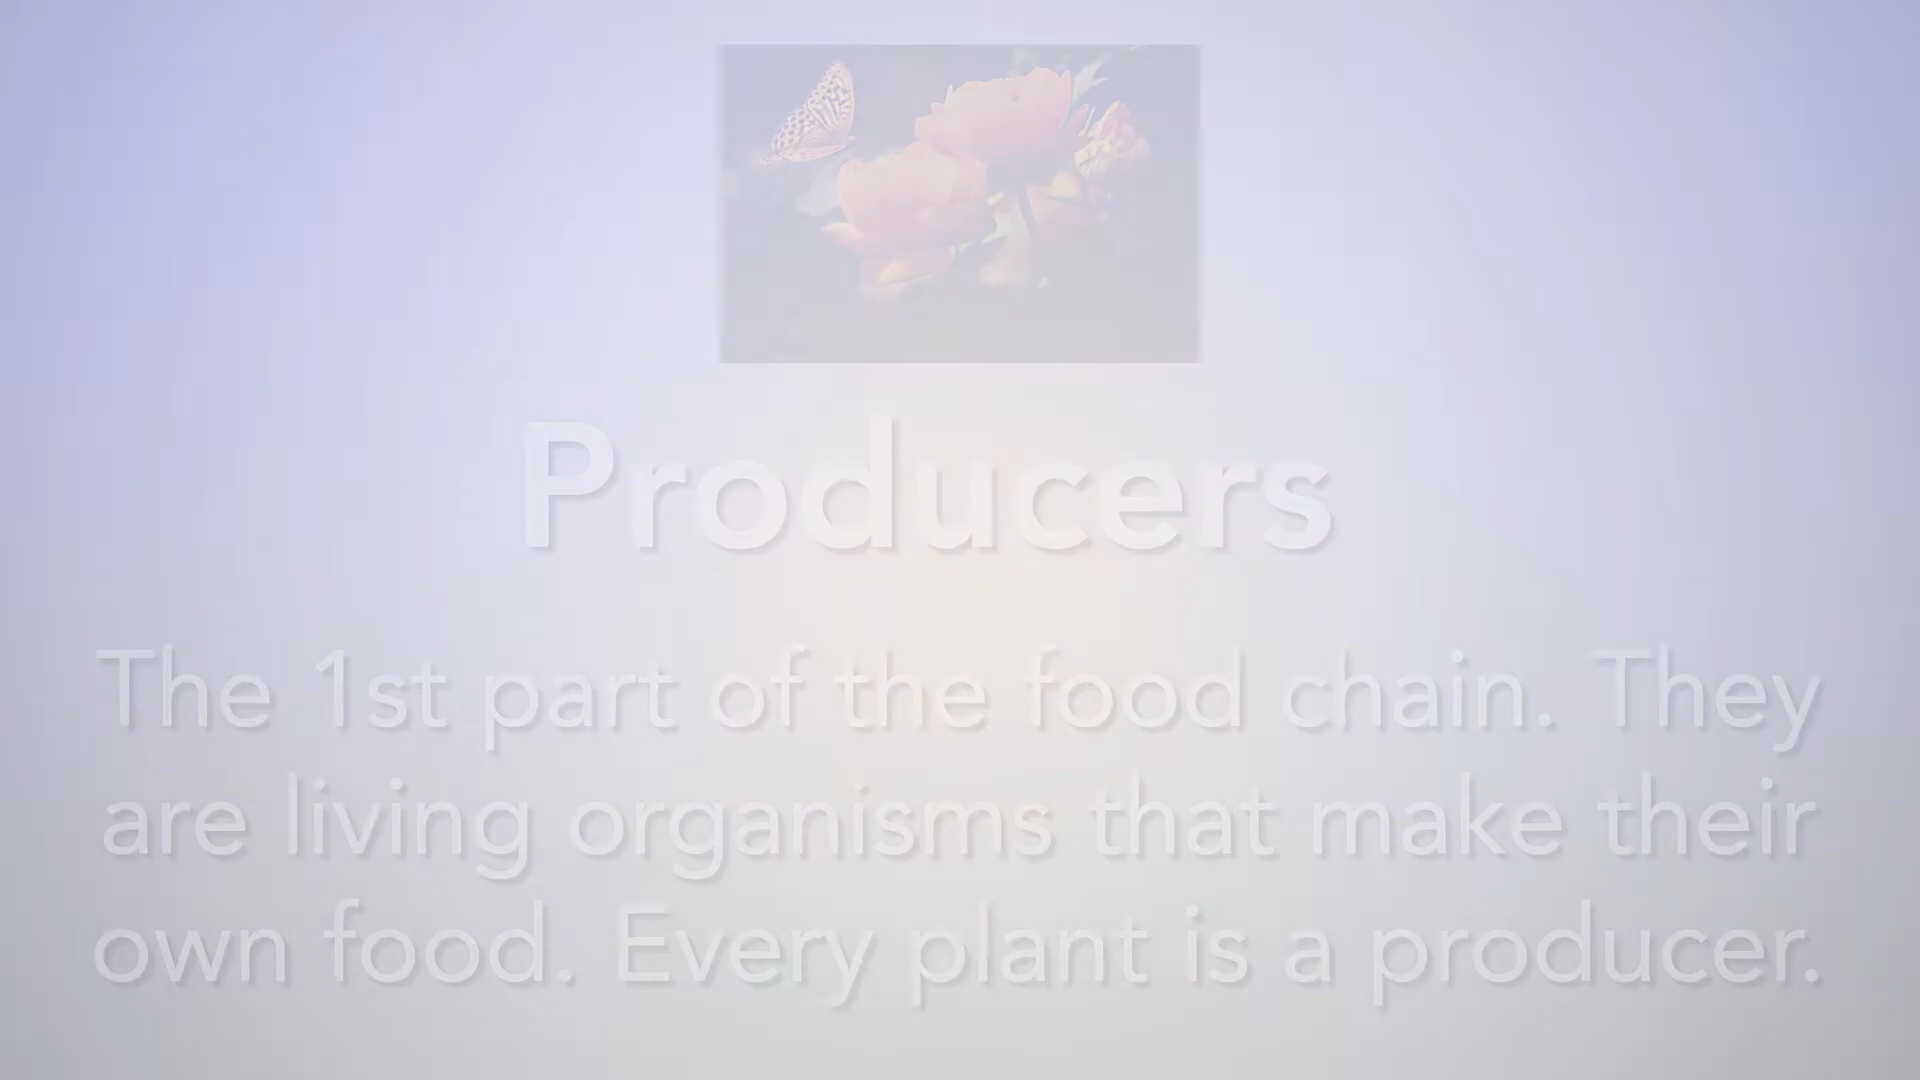 Producers
The 1st part of the food chain. They
are living organisms that make their
own food. Every plant is a producer.